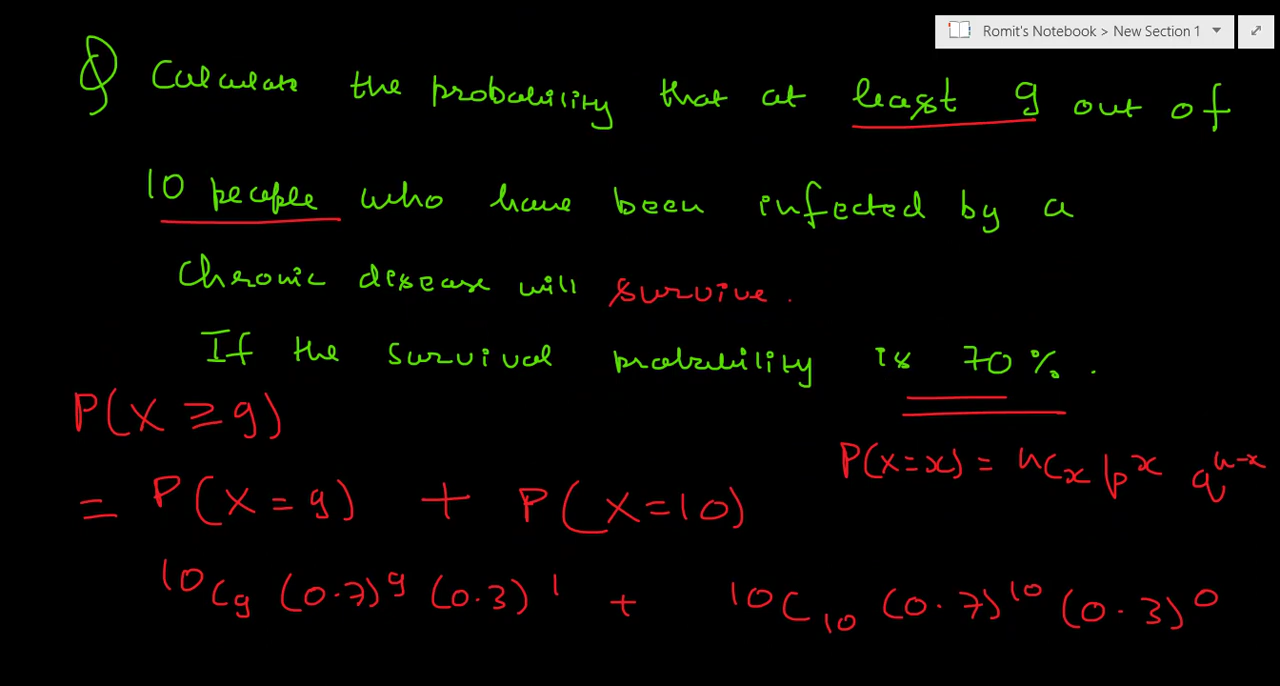 Romit's Notebook > New Section 1
Q Calculate the probability that at least 9 out of
10 people who have been infected by a
chronic disease will survive.
If the survival probability is 70%.
P(X ≥ 9)
P(X=x) = nCₓ pˣ qⁿ⁻ˣ
= P(X=9) + P(X=10)
¹⁰C₉ (0.7)⁹ (0.3)¹ + ¹⁰C₁₀ (0.7)¹⁰ (0.3)⁰